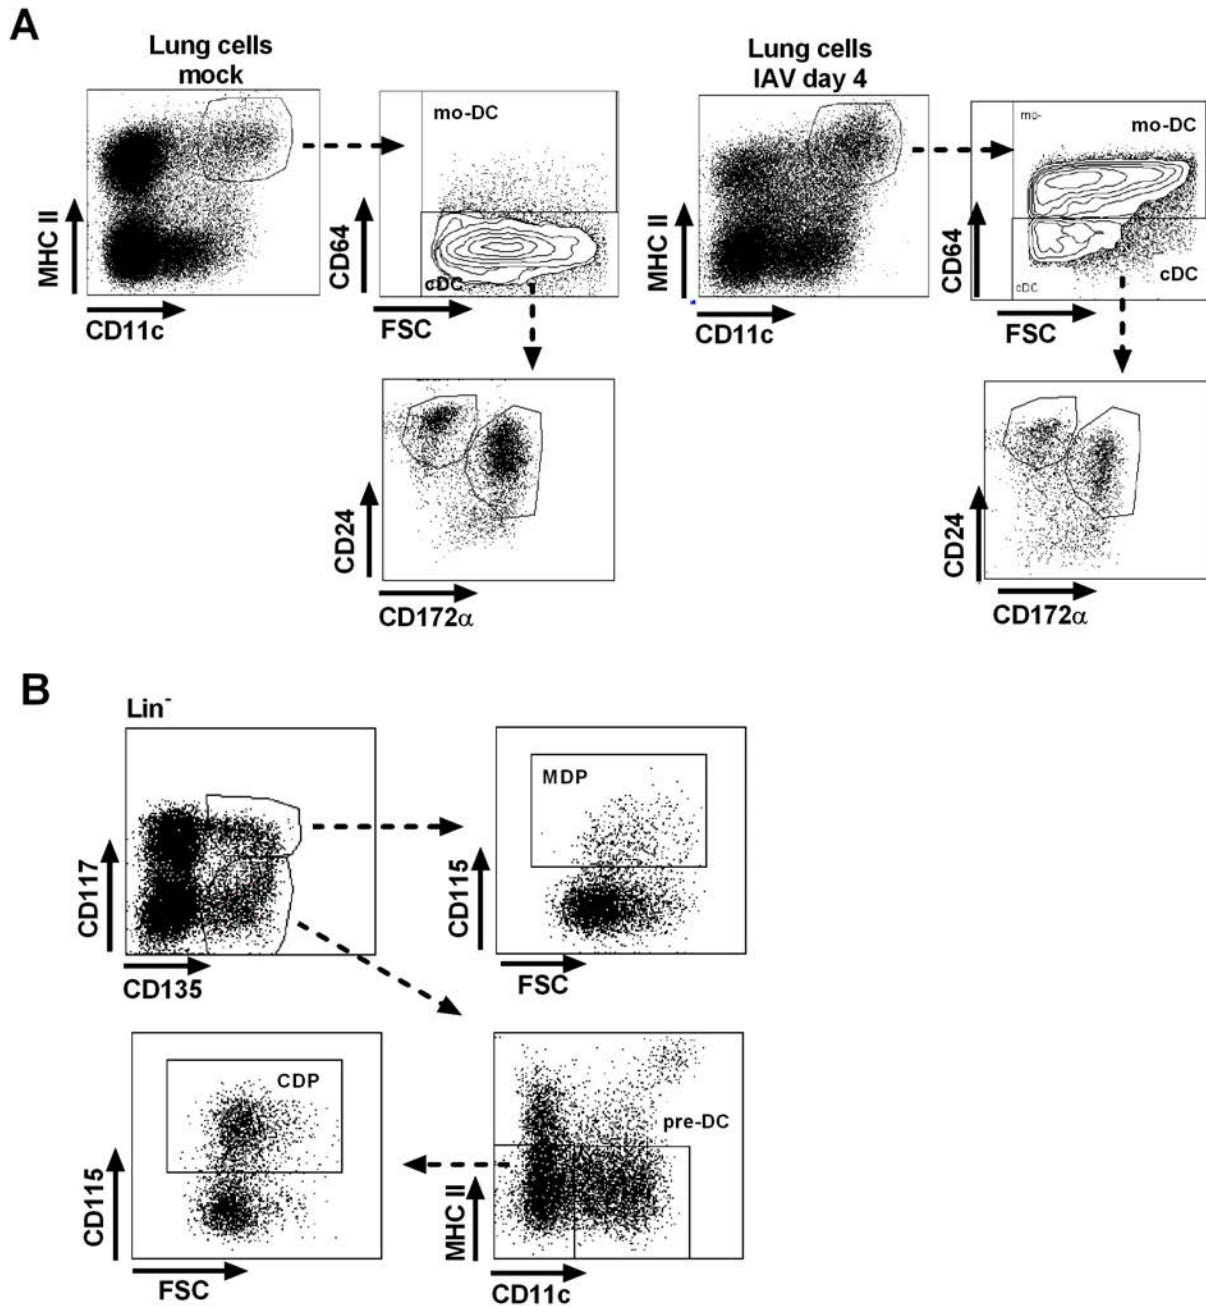 A
Lung cells
mock
MHC II
CD11c
mo-DC
cDC
CD64
FSC
Lung cells
IAV day 4
MHC II
CD11c
mo-
mo-DC
cDC
cDC
CD64
FSC
CD24
CD172α
CD24
CD172α
B
Lin-
CD117
CD135
MDP
CD115
FSC
CDP
CD115
FSC
pre-DC
MHC II
CD11c